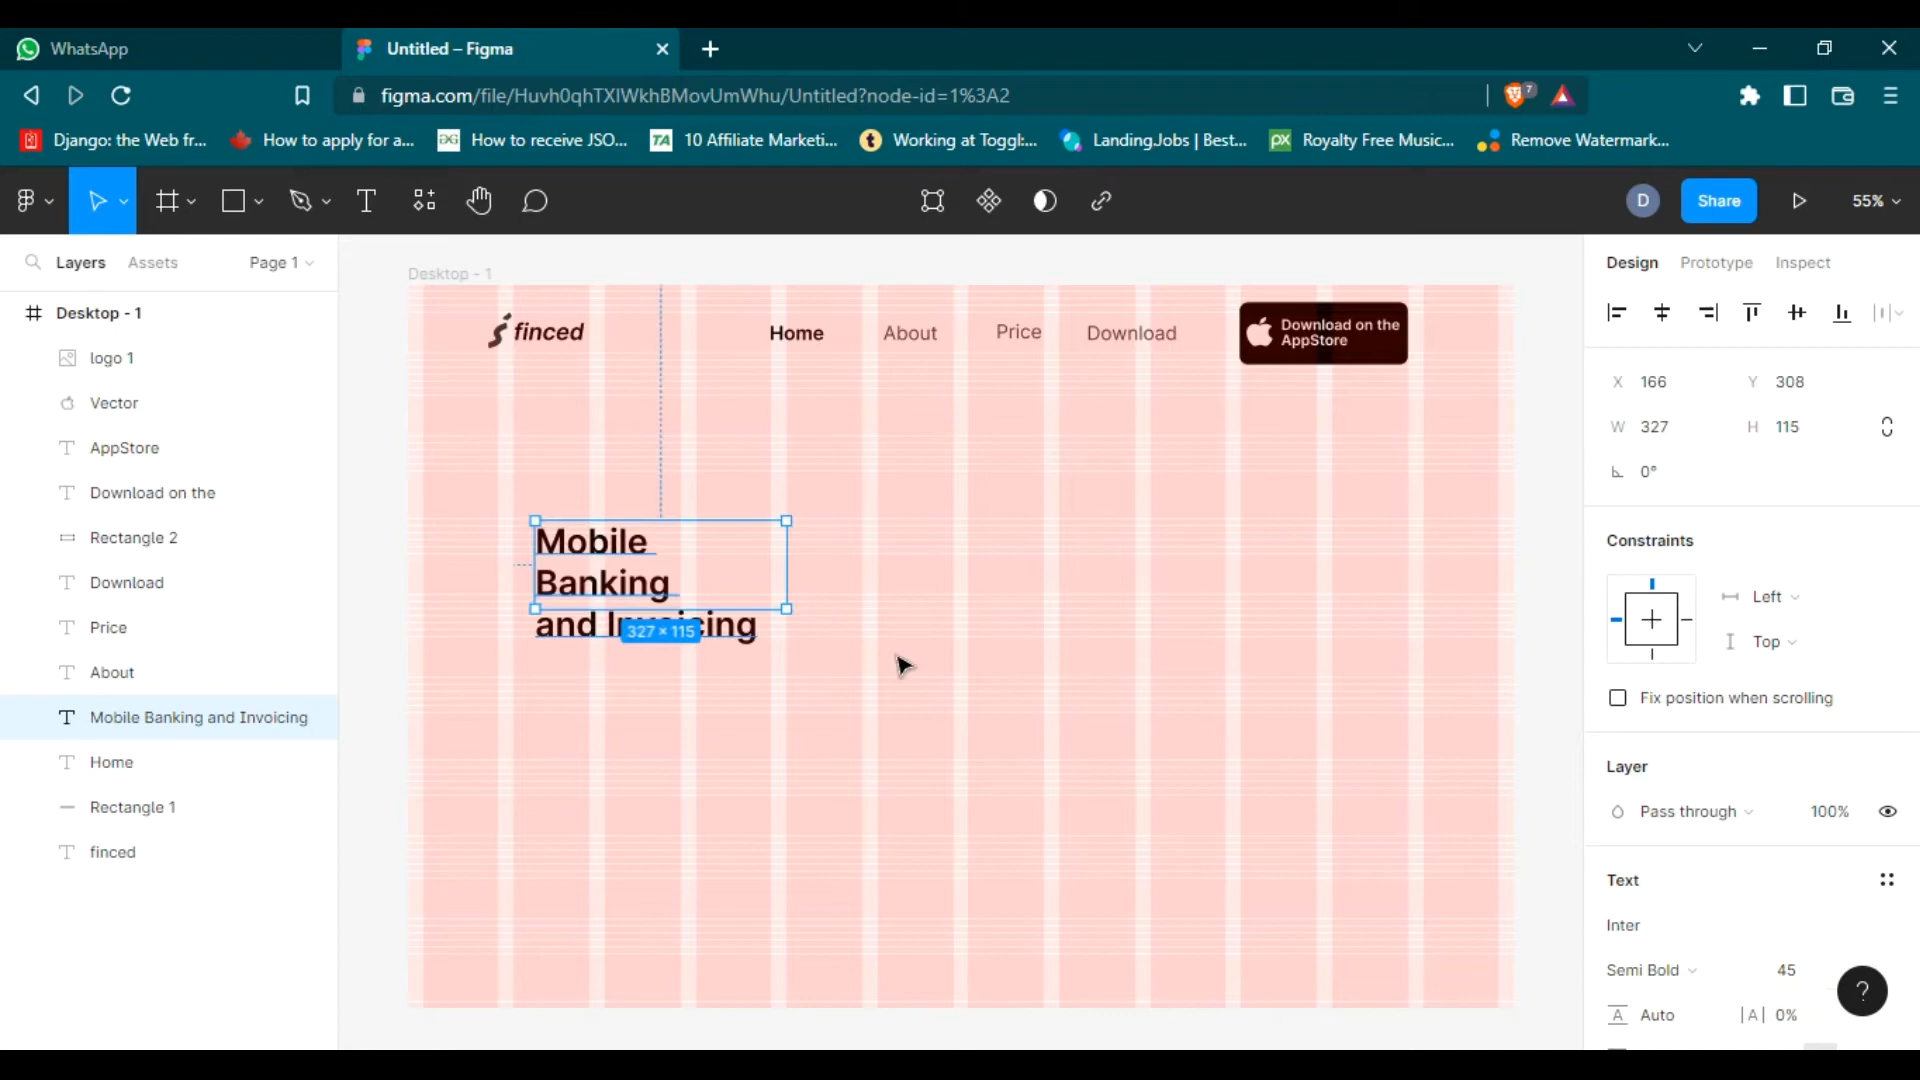 WhatsApp
Untitled – Figma
figma.com/file/Huvh0qhTXIWkhBMovUmWhu/Untitled?node-id=1%3A2
7
Django: the Web fr...
How to apply for a...
How to receive JSO...
TA
10 Affiliate Marketi...
Working at Toggl:...
LandingJobs | Best...
px
Royalty Free Music...
Remove Watermark...
D
Share
55%
Layers
Assets
Page 1
Desktop - 1
logo 1
Vector
AppStore
Download on the
Rectangle 2
Download
Price
About
Mobile Banking and Invoicing
Home
Rectangle 1
finced
Desktop - 1
finced
Home
About
Price
Download
Download on the
AppStore
Mobile
Banking
and Invoicing
327 × 115
Design
Prototype
Inspect
X 166
Y 308
W 327
H 115
0°
Constraints
Left
Top
Fix position when scrolling
Layer
Pass through
100%
Text
Inter
Semi Bold
45
A Auto
|A| 0%
?